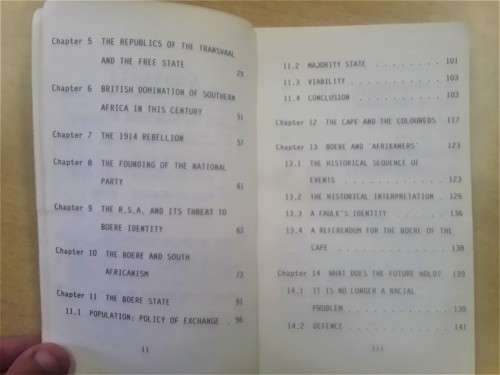 Chapter 5 THE REPUBLICS OF THE TRANSVAAL
AND THE FREE STATE
29
Chapter 6 BRITISH DOMINATION OF SOUTHERN
AFRICA IN THIS CENTURY
51
Chapter 7 THE 1914 REBELLION 57
Chapter 8 THE FOUNDING OF THE NATIONAL
PARTY
61
Chapter 9 THE R.S.A. AND ITS THREAT TO
BOERE-IDENTITY 63
Chapter 10 THE BOERE AND SOUTH
AFRICANISM 73
Chapter 11 THE BOERE STATE 91
11.1 POPULATION: POLICY OF EXCHANGE . 96
ii
11.2 MAJORITY STATE . . . . . . . . . 101
11.3 VIABILITY . . . . . . . . . . . 103
11.4 CONCLUSION . . . . . . . . . . . 103
Chapter 12 THE CAPE AND THE COLOUREDS 117
Chapter 13 BOERE AND 'AFRIKANERS' 123
13.1 THE HISTORICAL SEQUENCE OF
EVENTS . . . . . . . . . . . . 123
13.2 THE HISTORICAL INTERPRETATION . 126
13.3 A FAULK'S IDENTITY . . . . . . 136
13.4 A REFERENDUM FOR THE BOERE OF THE
CAPE . . . . . . . . . . . . . 138
Chapter 14 WHAT DOES THE FUTURE HOLD? 139
14.1 IT IS NO LONGER A RACIAL
PROBLEM . . . . . . . . . . . . 139
14.2 DEFENCE . . . . . . . . . . . . 141
iii